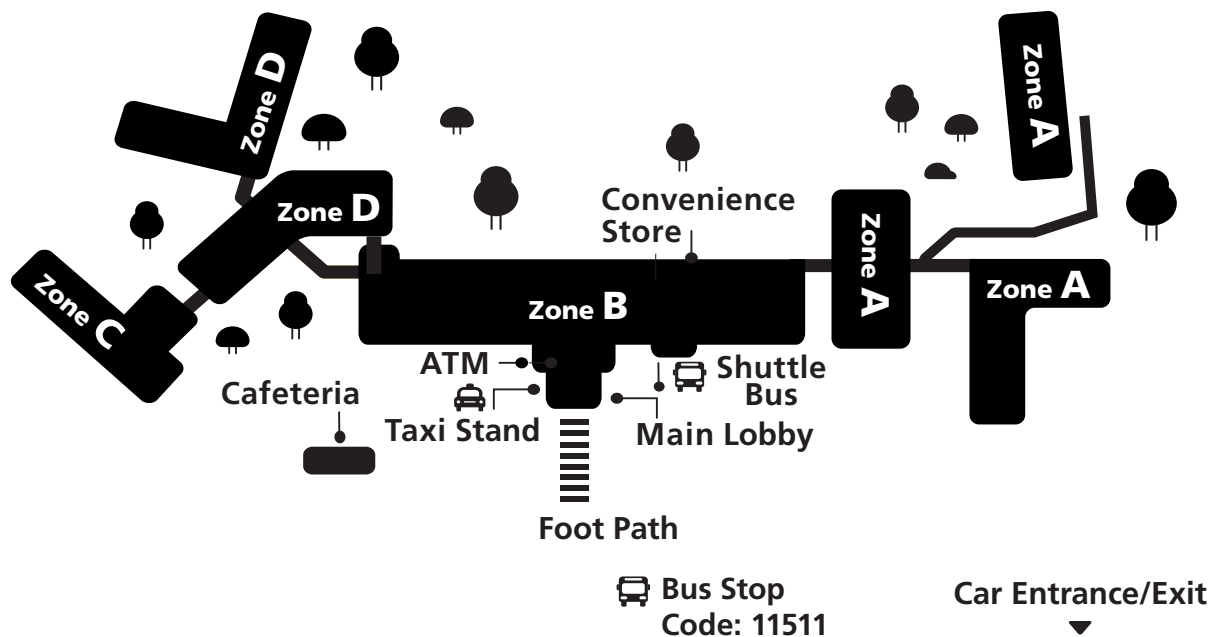 Zone D
Zone A
Zone D
Convenience
Store
Zone A
Zone C
Zone B
Zone A
ATM
Shuttle
Bus
Cafeteria
Taxi Stand
Main Lobby
Foot Path
Bus Stop
Code: 11511
Car Entrance/Exit